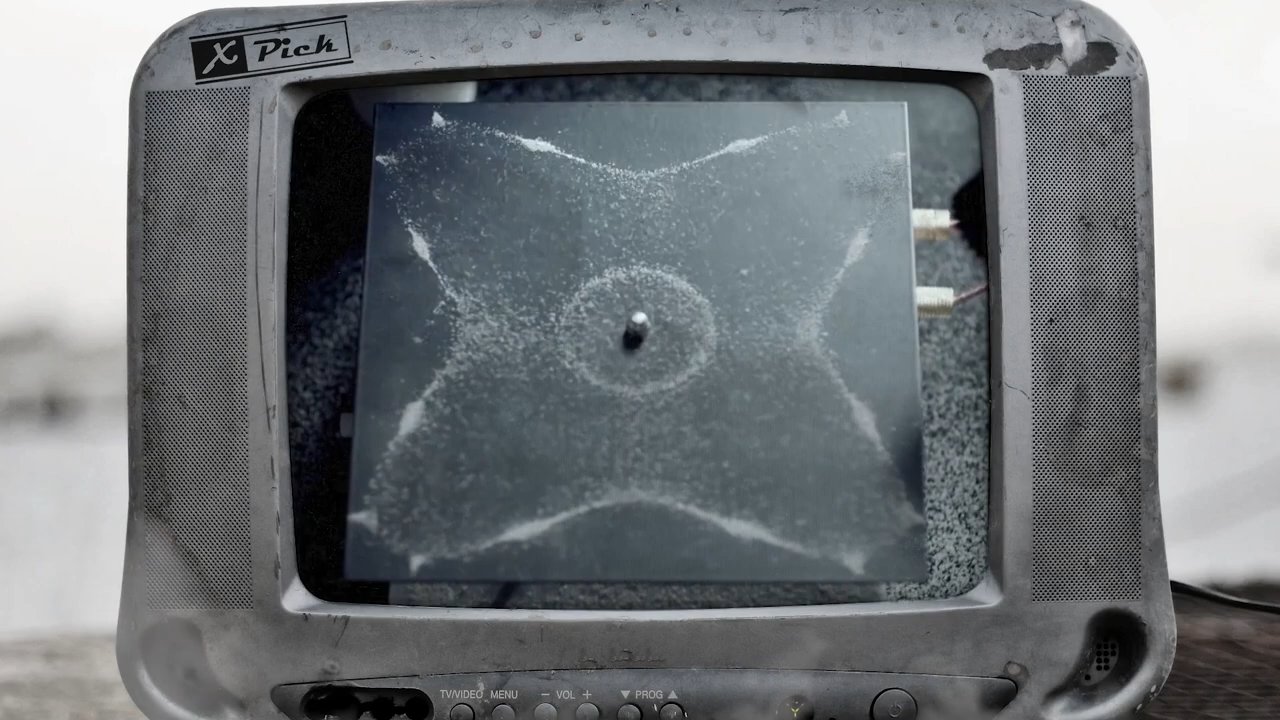 X Pick
TV/VIDEO MENU − VOL + ▼ PROG ▲